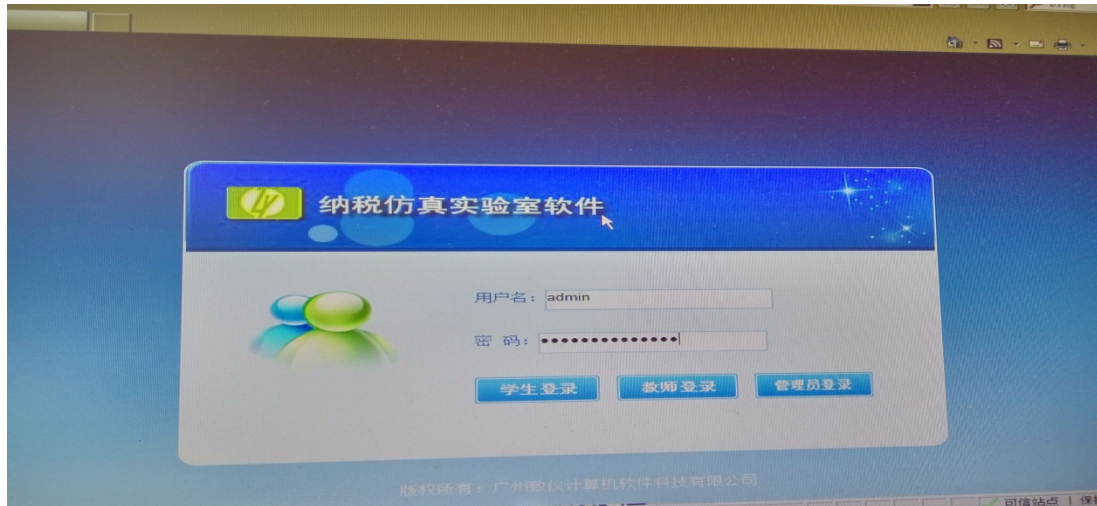 纳税仿真实验室软件
用户名：admin
密 码：●●●●●●●●●●●●●●
学生登录 教师登录 管理员登录
版权所有：广州致仪计算机软件科技有限公司
可信站点